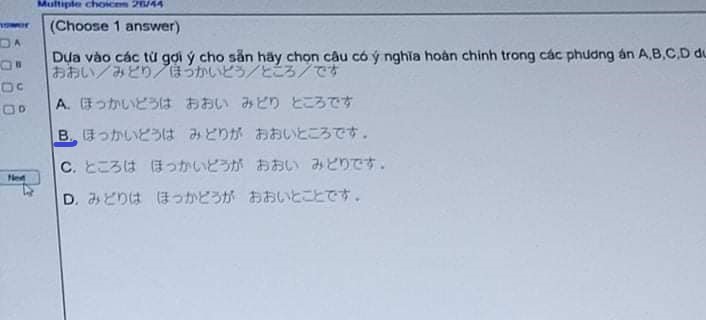 Multiple choices 26/44
(Choose 1 answer)
A
B
C
D
Next
Dựa vào các từ gợi ý cho sẵn hãy chọn câu có ý nghĩa hoàn chỉnh trong các phương án A,B,C,D
おおい／みどり／ほっかいどう／ところ／です
A. ほっかいどうは おおい みどり ところです
B. ほっかいどうは みどりが おおいところです.
C. ところは ほっかいどうが おおい みどりです.
D. みどりは ほっかどうが おおいとことです.